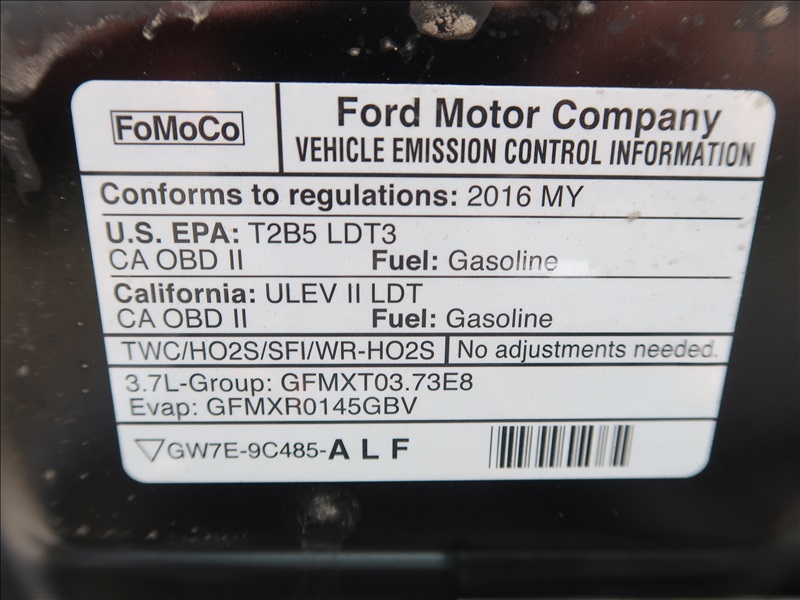 FoMoCo
Ford Motor Company
VEHICLE EMISSION CONTROL INFORMATION
Conforms to regulations: 2016 MY
U.S. EPA: T2B5 LDT3
CA OBD II Fuel: Gasoline
California: ULEV II LDT
CA OBD II Fuel: Gasoline
TWC/HO2S/SFI/WR-HO2S No adjustments needed.
3.7L-Group: GFMXT03.73E8
Evap: GFMXR0145GBV
GW7E-9C485-A L F